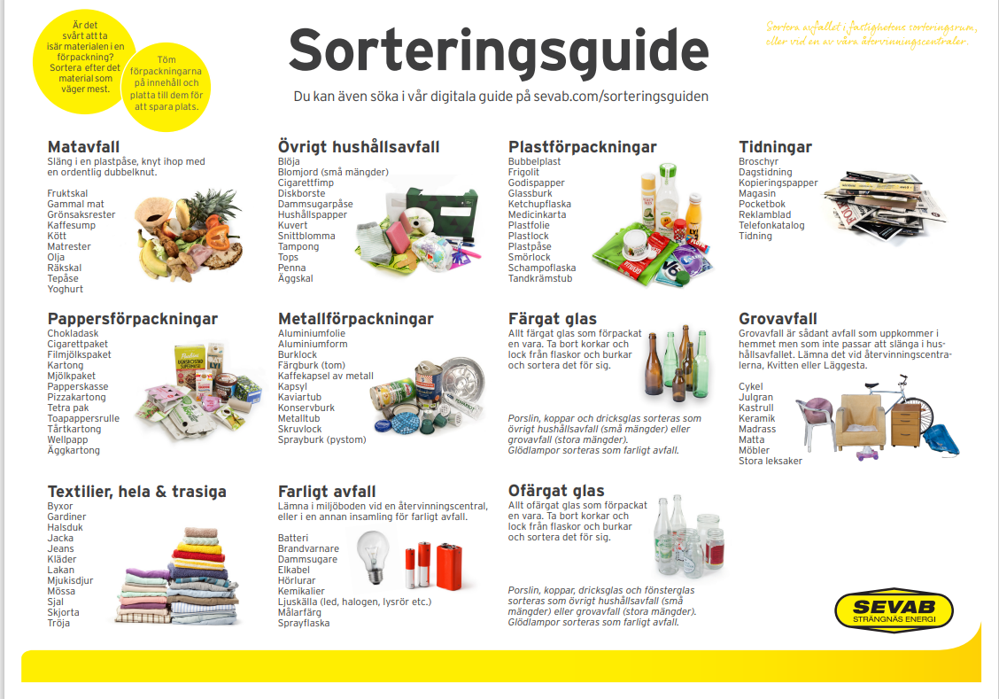 Är det
svårt att ta
isär materialen i en
förpackning?
Sortera efter det
material som
väger mest.
Töm
förpackningarna
på innehåll och
platta till dem för
att spara plats.
Sorteringsguide
Du kan även söka i vår digitala guide på sevab.com/sorteringsguiden
Sortera avfallet i fastighetens sorteringsrum,
eller vid en av våra återvinningscentraler.
Matavfall
Släng i en plastpåse, knyt ihop med
en ordentlig dubbelknut.
Fruktskal
Gammal mat
Grönsaksrester
Kaffesump
Kött
Matrester
Olja
Räkskal
Tepåse
Yoghurt
Övrigt hushållsavfall
Blöja
Blomjord (små mängder)
Cigarettfimp
Diskborste
Dammsugarpåse
Hushållspapper
Kuvert
Snittblomma
Tampong
Tops
Penna
Äggskal
Plastförpackningar
Bubbelplast
Frigolit
Godispapper
Glassburk
Ketchupflaska
Medicinkarta
Plastfolie
Plastlock
Plastpåse
Smörlock
Schampoflaska
Tandkrämstub
Tidningar
Broschyr
Dagstidning
Kopieringspapper
Magasin
Pocketbok
Reklamblad
Telefonkatalog
Tidning
Pappersförpackningar
Chokladask
Cigarettpaket
Filmjölkspaket
Kartong
Mjölkpaket
Papperskasse
Pizzakartong
Tetra pak
Toapappersrulle
Tårtkartong
Wellpapp
Äggkartong
Metallförpackningar
Aluminiumfolie
Aluminiumform
Burklock
Färgburk (tom)
Kaffekapsel av metall
Kapsyl
Kaviartub
Konservburk
Metalltub
Skruvlock
Sprayburk (pystom)
Färgat glas
Allt färgat glas som förpackat
en vara. Ta bort korkar och
lock från flaskor och burkar
och sortera det för sig.
Porslin, koppar och dricksglas sorteras som
övrigt hushållsavfall (små mängder) eller
grovavfall (stora mängder).
Glödlampor sorteras som farligt avfall.
Grovavfall
Grovavfall är sådant avfall som uppkommer i
hemmet men som inte passar att slänga i hus-
hållsavfallet. Lämna det vid återvinningscentra-
lerna, Kvitten eller Läggesta.
Cykel
Julgran
Kastrull
Keramik
Madrass
Matta
Möbler
Stora leksaker
Textilier, hela & trasiga
Byxor
Gardiner
Halsduk
Jacka
Jeans
Kläder
Lakan
Mjukisdjur
Mössa
Sjal
Skjorta
Tröja
Farligt avfall
Lämna i miljöboden vid en återvinningscentral,
eller i en annan insamling för farligt avfall.
Batteri
Brandvarnare
Dammsugare
Elkabel
Hörlurar
Kemikalier
Ljuskälla (led, halogen, lysrör etc.)
Målarfärg
Sprayflaska
Ofärgat glas
Allt ofärgat glas som förpackat
en vara. Ta bort korkar och
lock från flaskor och burkar
och sortera det för sig.
Porslin, koppar, dricksglas och fönsterglas
sorteras som övrigt hushållsavfall (små
mängder) eller grovavfall (stora mängder).
Glödlampor sorteras som farligt avfall.
SEVAB
STRÄNGNÄS ENERGI